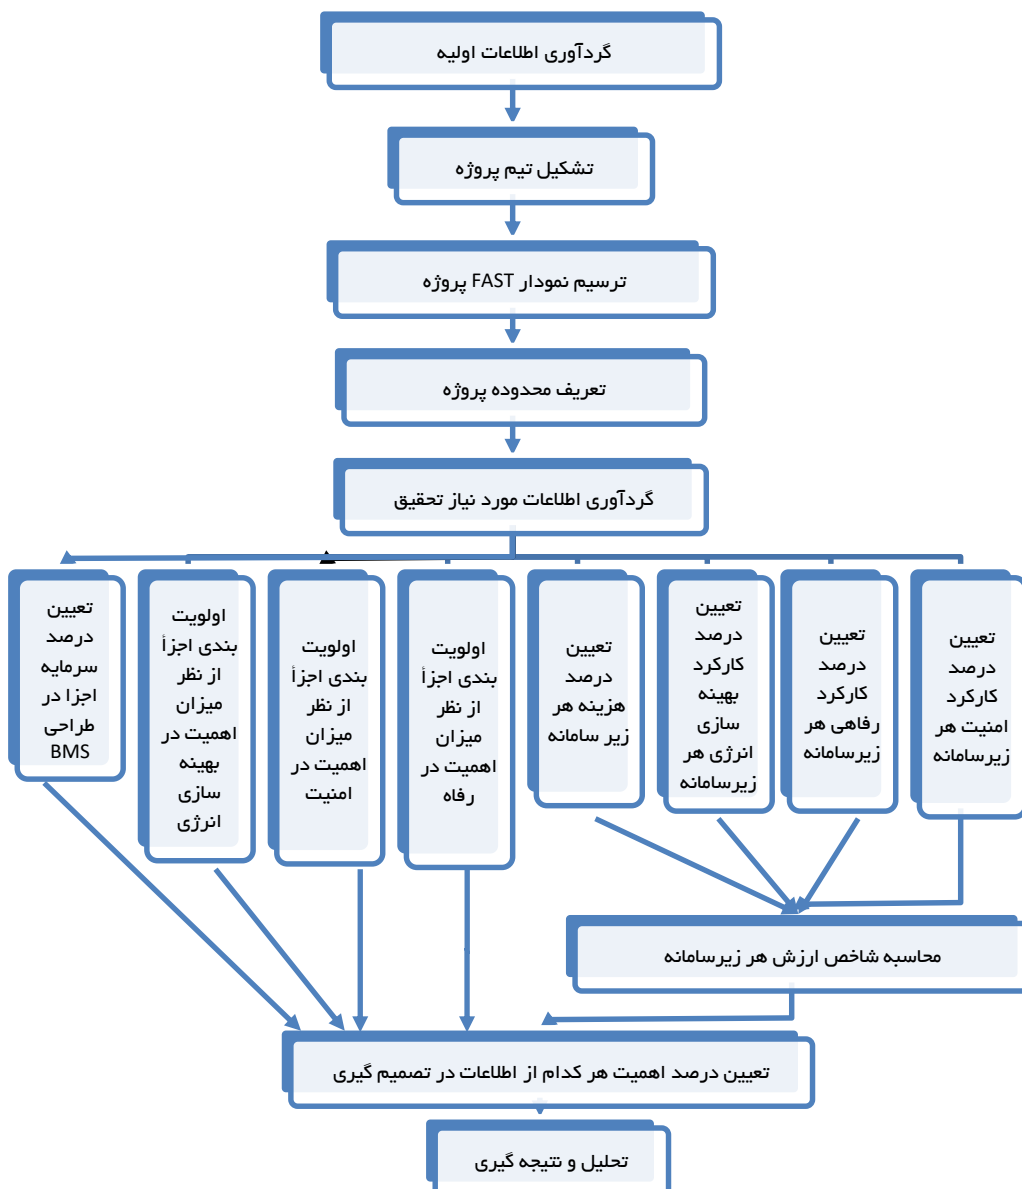 گردآوری اطلاعات اولیه
تشکیل تیم پروژه
ترسیم نمودار FAST پروژه
تعریف محدوده پروژه
گردآوری اطلاعات مورد نیاز تحقیق
تعیین
درصد
کارکرد
امنیت هر
زیرسامانه
تعیین
درصد
کارکرد
رفاهی هر
زیرسامانه
تعیین
درصد
کارکرد
بهینه
سازی
انرژی هر
زیرسامانه
تعیین
درصد
هزینه هر
زیر سامانه
اولویت
بندی اجزأ
از نظر
میزان
اهمیت در
رفاه
اولویت
بندی اجزأ
از نظر
میزان
اهمیت در
امنیت
اولویت
بندی اجزأ
از نظر
میزان
اهمیت در
بهینه
سازی
انرژی
تعیین
درصد
سرمایه
اجزا در
طراحی
BMS
محاسبه شاخص ارزش هر زیرسامانه
تعیین درصد اهمیت هر کدام از اطلاعات در تصمیم گیری
تحلیل و نتیجه گیری